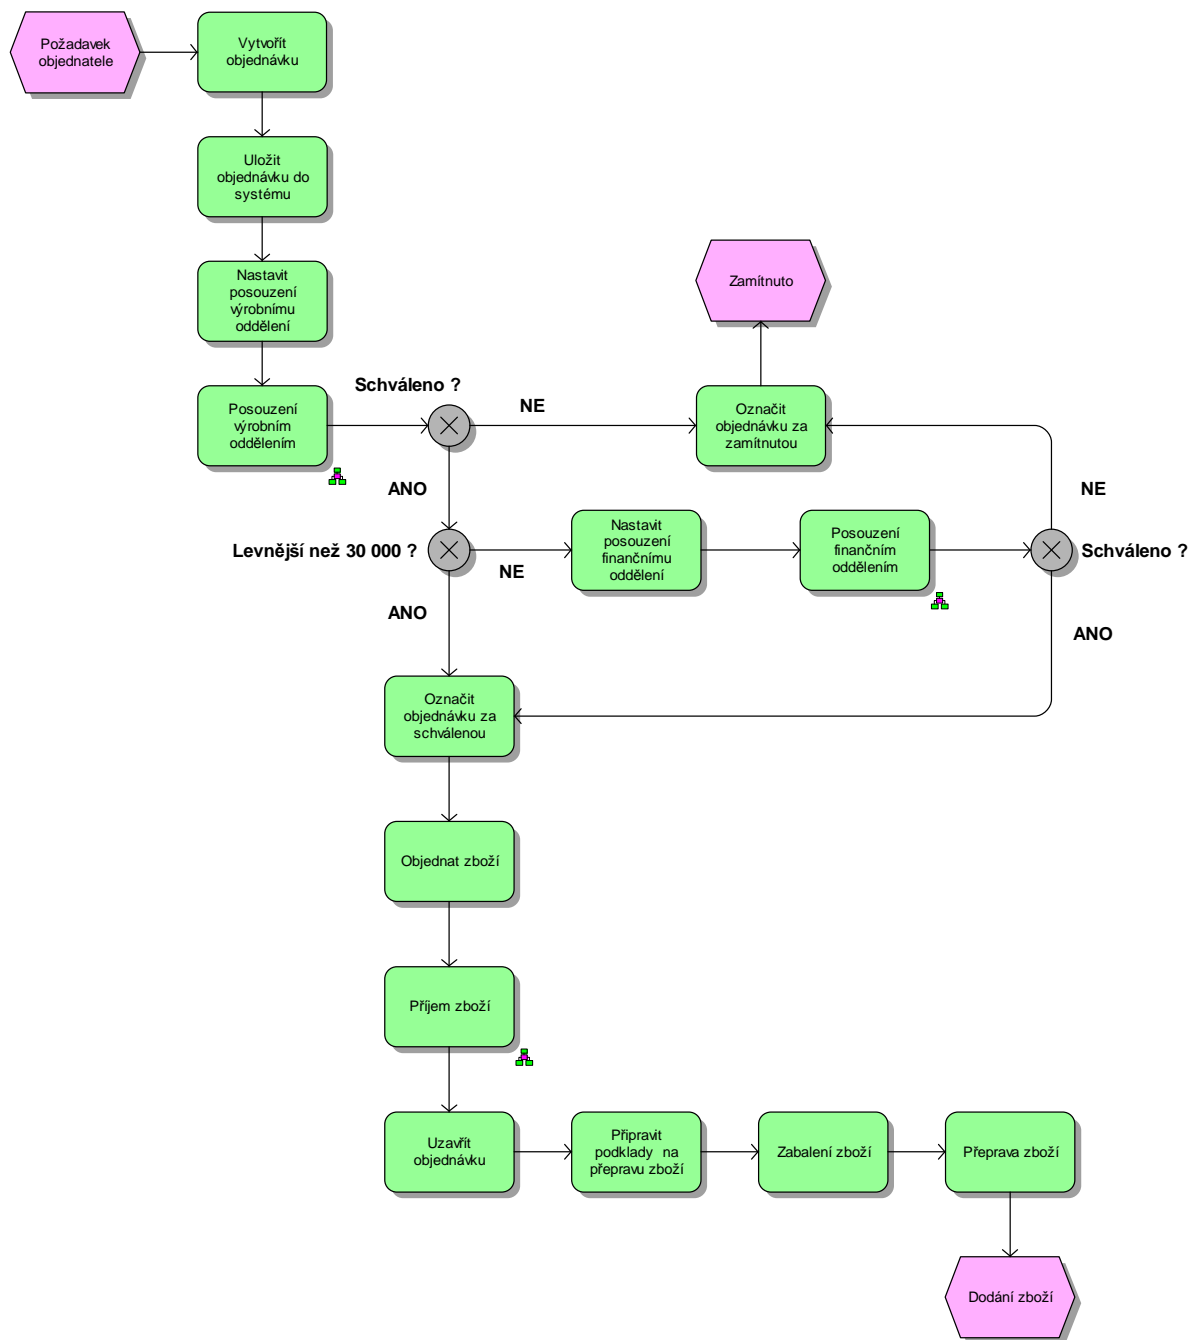 Požadavek
objednatele
Vytvořít
objednávku
Uložit
objednávku do
systému
Nastavit
posouzení
výrobnímu
oddělení
Zamítnuto
Posouzení
výrobním
oddělením
Schváleno ?
NE
Označit
objednávku za
zamítnutou
ANO
NE
Levnější než 30 000 ?
NE
Nastavit
posouzení
finančnímu
oddělení
Posouzení
finančním
oddělením
Schváleno ?
ANO
ANO
Označit
objednávku za
schválenou
Objednat zboží
Příjem zboží
Uzavřít
objednávku
Připravit
podklady na
přepravu zboží
Zabalení zboží
Přeprava zboží
Dodání zboží